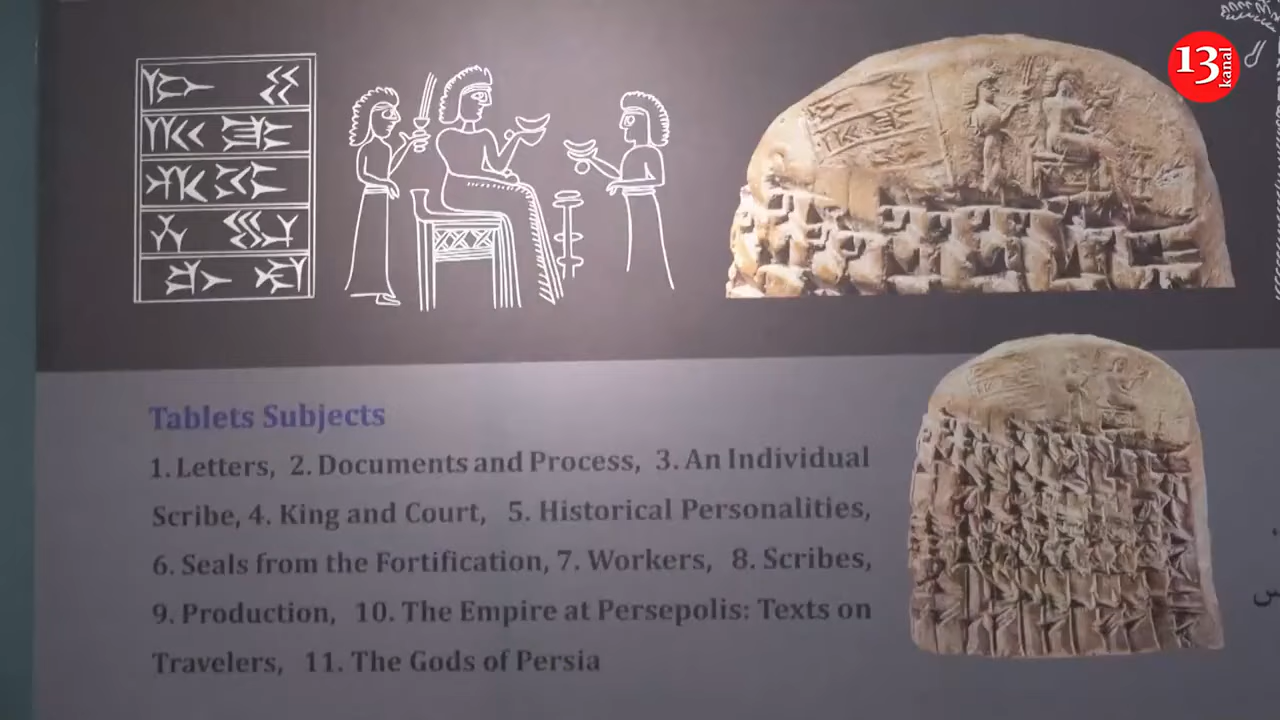 13
kanal
Tablets Subjects
1. Letters, 2. Documents and Process, 3. An Individual
Scribe, 4. King and Court, 5. Historical Personalities,
6. Seals from the Fortification, 7. Workers, 8. Scribes,
9. Production, 10. The Empire at Persepolis: Texts on
Travelers, 11. The Gods of Persia